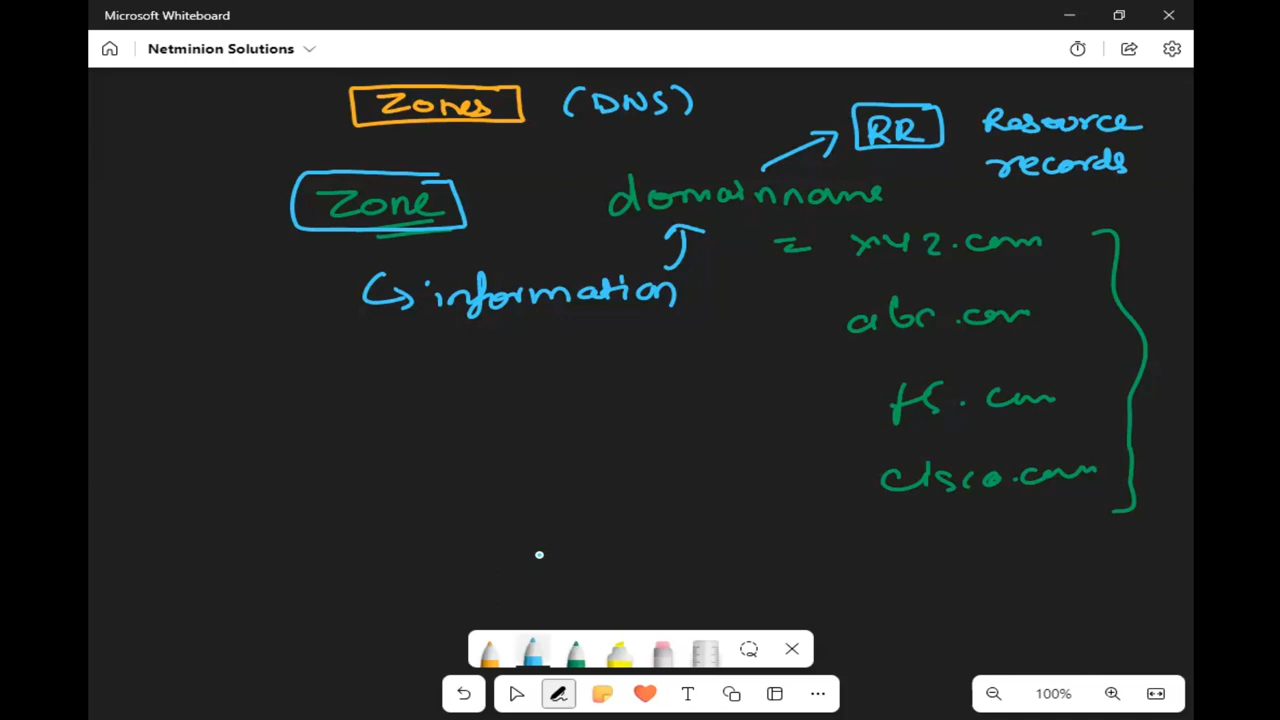 Microsoft Whiteboard
Netminion Solutions
Zones (DNS)
RR Resource
records
Zone domainname
= xyz.com
↳ information
abc.com
f5.com
cisco.com
100%